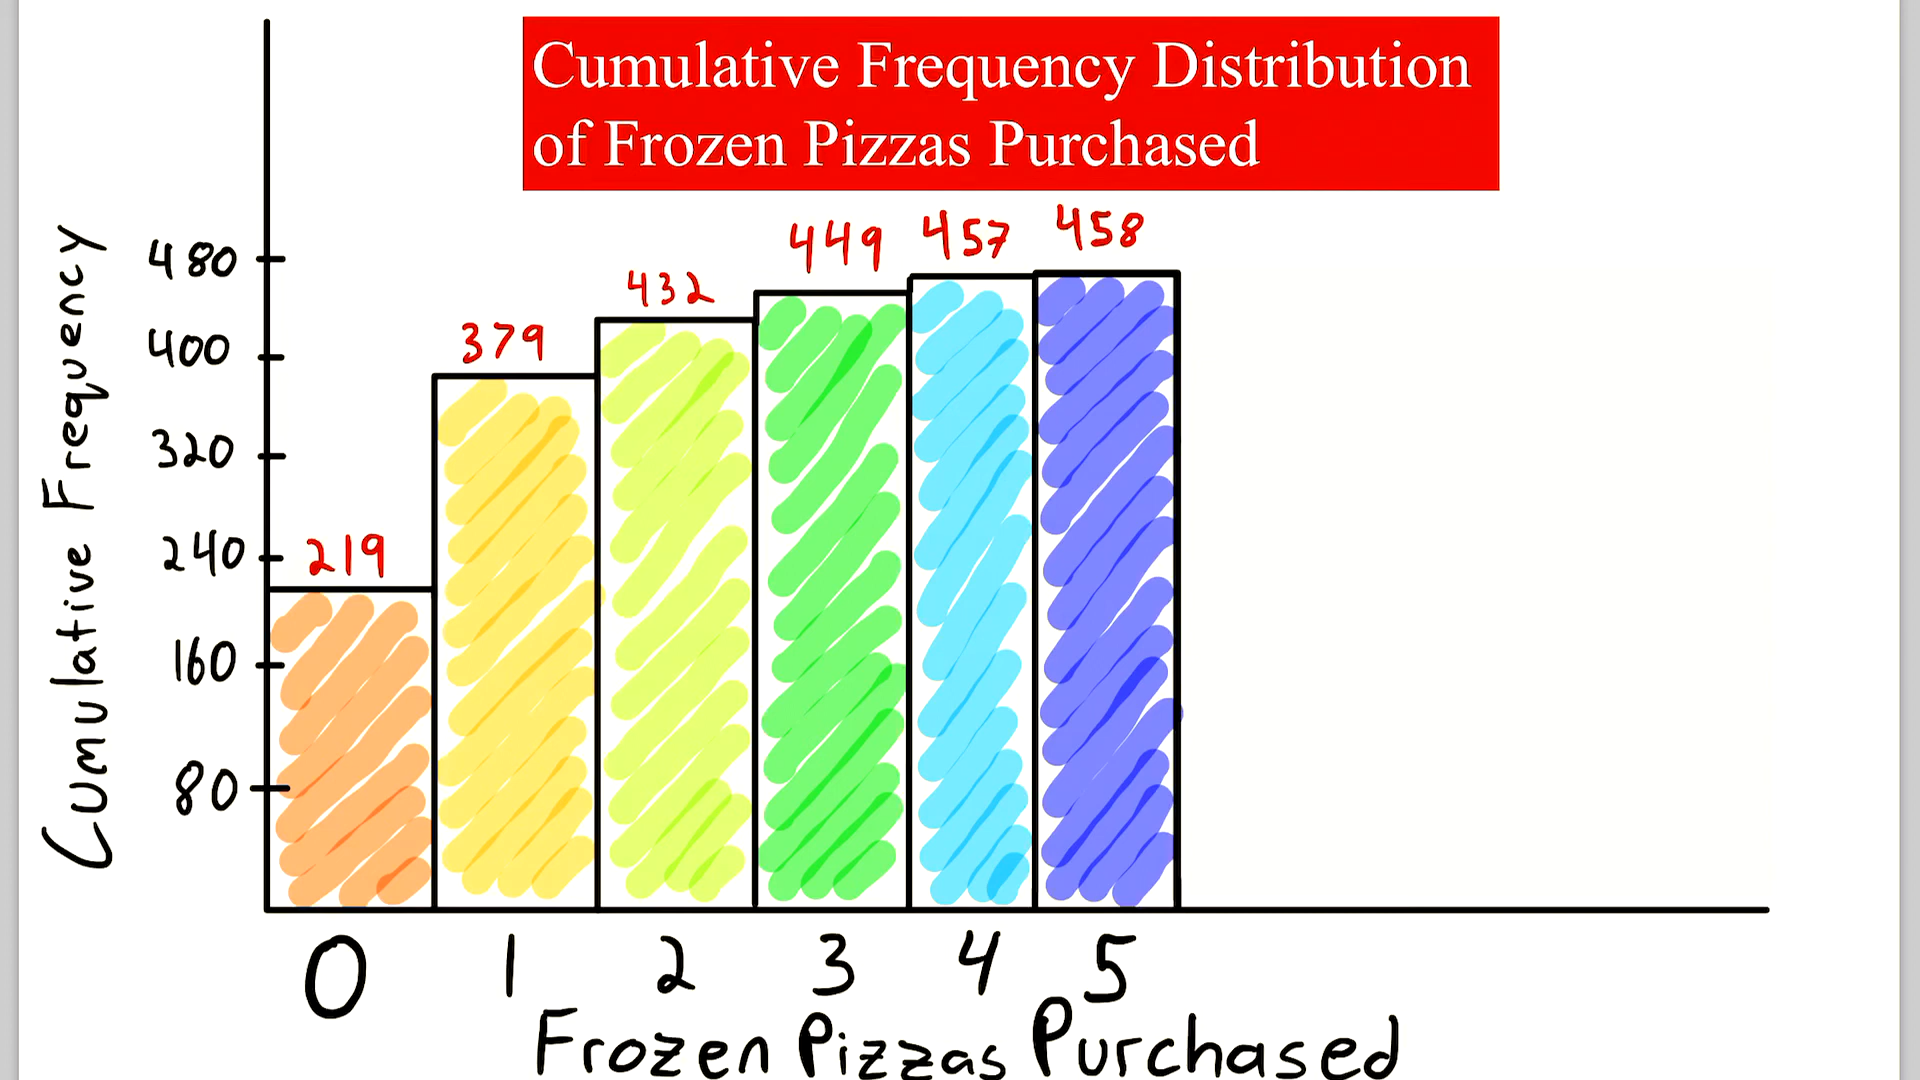 Cumulative Frequency Distribution
of Frozen Pizzas Purchased
Cumulative Frequency
480
400
320
240
160
80
219
379
432
449
457
458
0 1 2 3 4 5
Frozen Pizzas Purchased